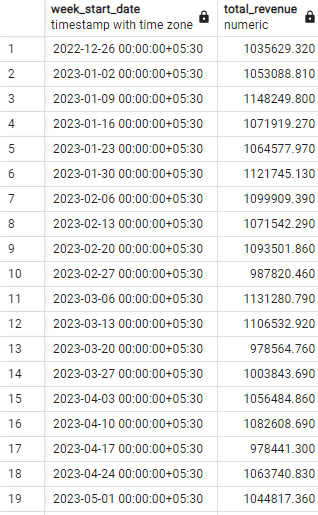 week_start_date total_revenue
timestamp with time zone numeric
1 2022-12-26 00:00:00+05:30 1035629.320
2 2023-01-02 00:00:00+05:30 1053088.810
3 2023-01-09 00:00:00+05:30 1148249.800
4 2023-01-16 00:00:00+05:30 1071919.270
5 2023-01-23 00:00:00+05:30 1064577.970
6 2023-01-30 00:00:00+05:30 1121745.130
7 2023-02-06 00:00:00+05:30 1099909.390
8 2023-02-13 00:00:00+05:30 1071542.290
9 2023-02-20 00:00:00+05:30 1093501.860
10 2023-02-27 00:00:00+05:30 987820.460
11 2023-03-06 00:00:00+05:30 1131280.790
12 2023-03-13 00:00:00+05:30 1106532.920
13 2023-03-20 00:00:00+05:30 978564.760
14 2023-03-27 00:00:00+05:30 1003843.690
15 2023-04-03 00:00:00+05:30 1056484.860
16 2023-04-10 00:00:00+05:30 1082608.690
17 2023-04-17 00:00:00+05:30 978441.300
18 2023-04-24 00:00:00+05:30 1063740.830
19 2023-05-01 00:00:00+05:30 1044817.360